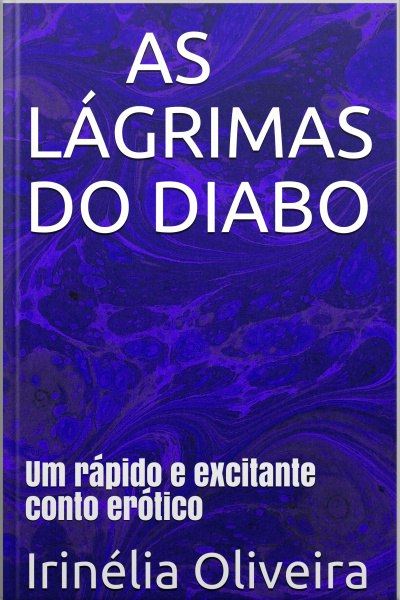 AS
LÁGRIMAS
DO DIABO
Um rápido e excitante
conto erótico
Irinélia Oliveira